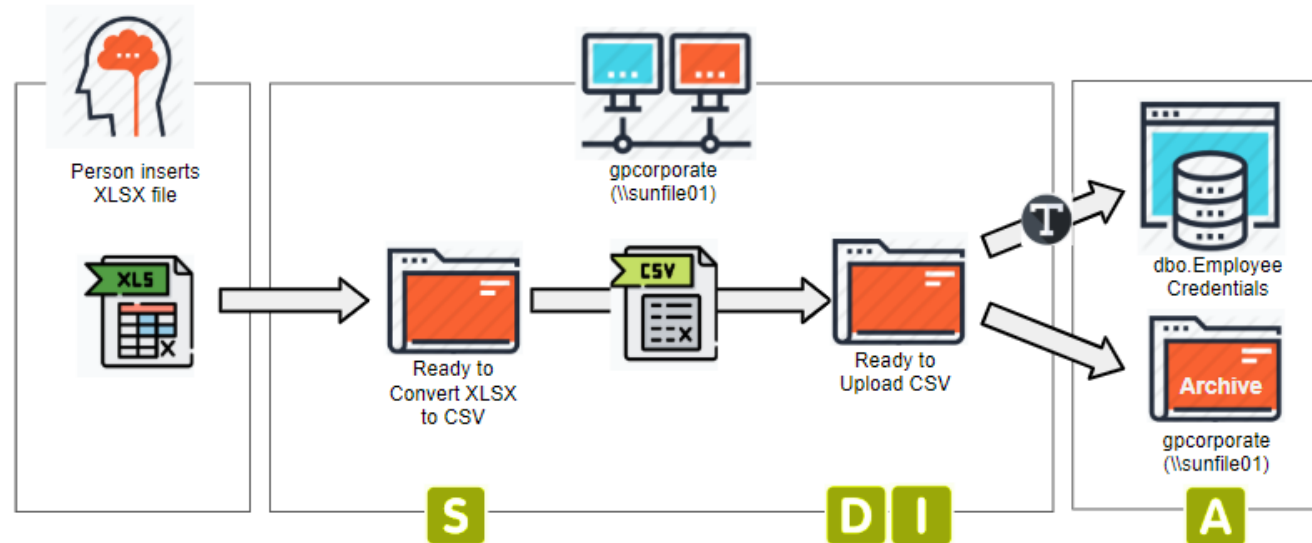 Person inserts
XLSX file
XLS
X
gpcorporate
(\\sunfile01)
Ready to
Convert XLSX
to CSV
CSV
X
Ready to
Upload CSV
T
dbo.Employee
Credentials
Archive
gpcorporate
(\\sunfile01)
S
D
I
A